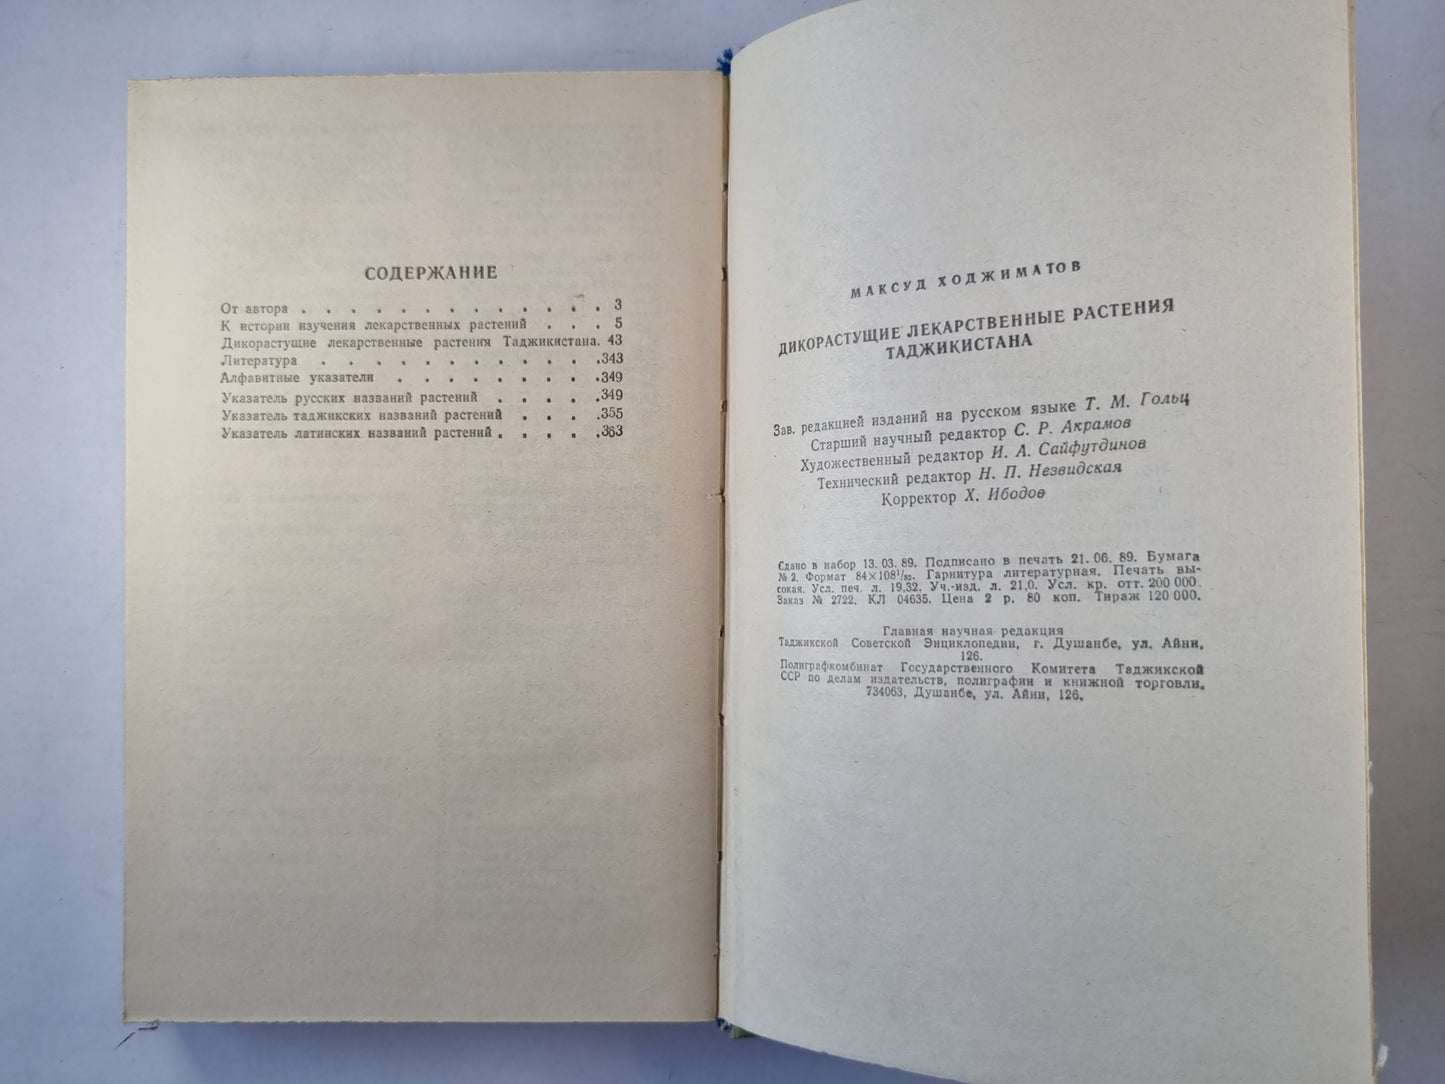 СОДЕРЖАНИЕ
От автора . . . . . . . . . . . . . 3
К истории изучения лекарственных растений . . . 5
Дикорастущие лекарственные растения Таджикистана. 43
Литература . . . . . . . . . . . .343
Алфавитные указатели . . . . . . . . .349
Указатель русских названий растений . . . . .349
Указатель таджикских названий растений . . . .355
Указатель латинских названий растений . . . . .363
МАКСУД ХОДЖИМАТОВ
ДИКОРАСТУЩИЕ ЛЕКАРСТВЕННЫЕ РАСТЕНИЯ
ТАДЖИКИСТАНА
Зав. редакцией изданий на русском языке Т. М. Гольц
Старший научный редактор С. Р. Акрамов
Художественный редактор И. А. Сайфутдинов
Технический редактор Н. П. Незвидская
Корректор Х. Ибодов
Сдано в набор 13. 03. 89. Подписано в печать 21. 06. 89. Бумага
№ 2. Формат 84×108¹/₃₂. Гарнитура литературная. Печать вы-
сокая. Усл. печ. л. 19,32. Уч.-изд. л. 21,0. Усл. кр. отт. 200 000.
Заказ № 2722. КЛ 04635. Цена 2 р. 80 коп. Тираж 120 000.
Главная научная редакция
Таджикской Советской Энциклопедии, г. Душанбе, ул. Айни,
126.
Полиграфкомбинат Государственного Комитета Таджикской
ССР по делам издательств, полиграфии и книжной торговли.
734063, Душанбе, ул. Айни, 126.